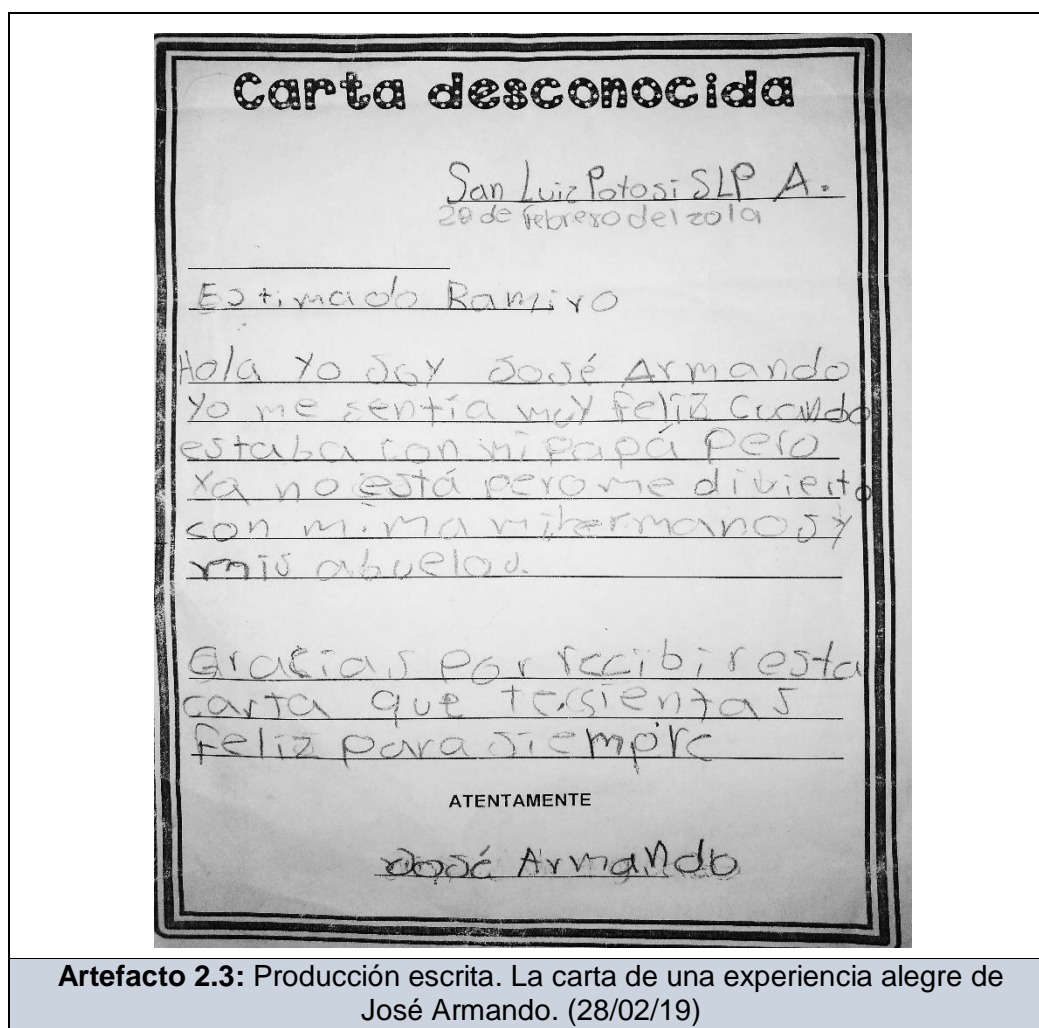 Carta desconocida
San Luiz Potosi SLP A.
28 de febrero del 2019
Estimado Ramiro
Hola Yo soy José Armando
Yo me sentía muy feliz cuando
estaba con mi papá pero
Ya no está pero me divierto
con mi ma mi hermanos y
mis abuelos.
Gracias por recibir esta
carta que te sientas
feliz para siempre
ATENTAMENTE
José Armando
Artefacto 2.3: Producción escrita. La carta de una experiencia alegre de
José Armando. (28/02/19)